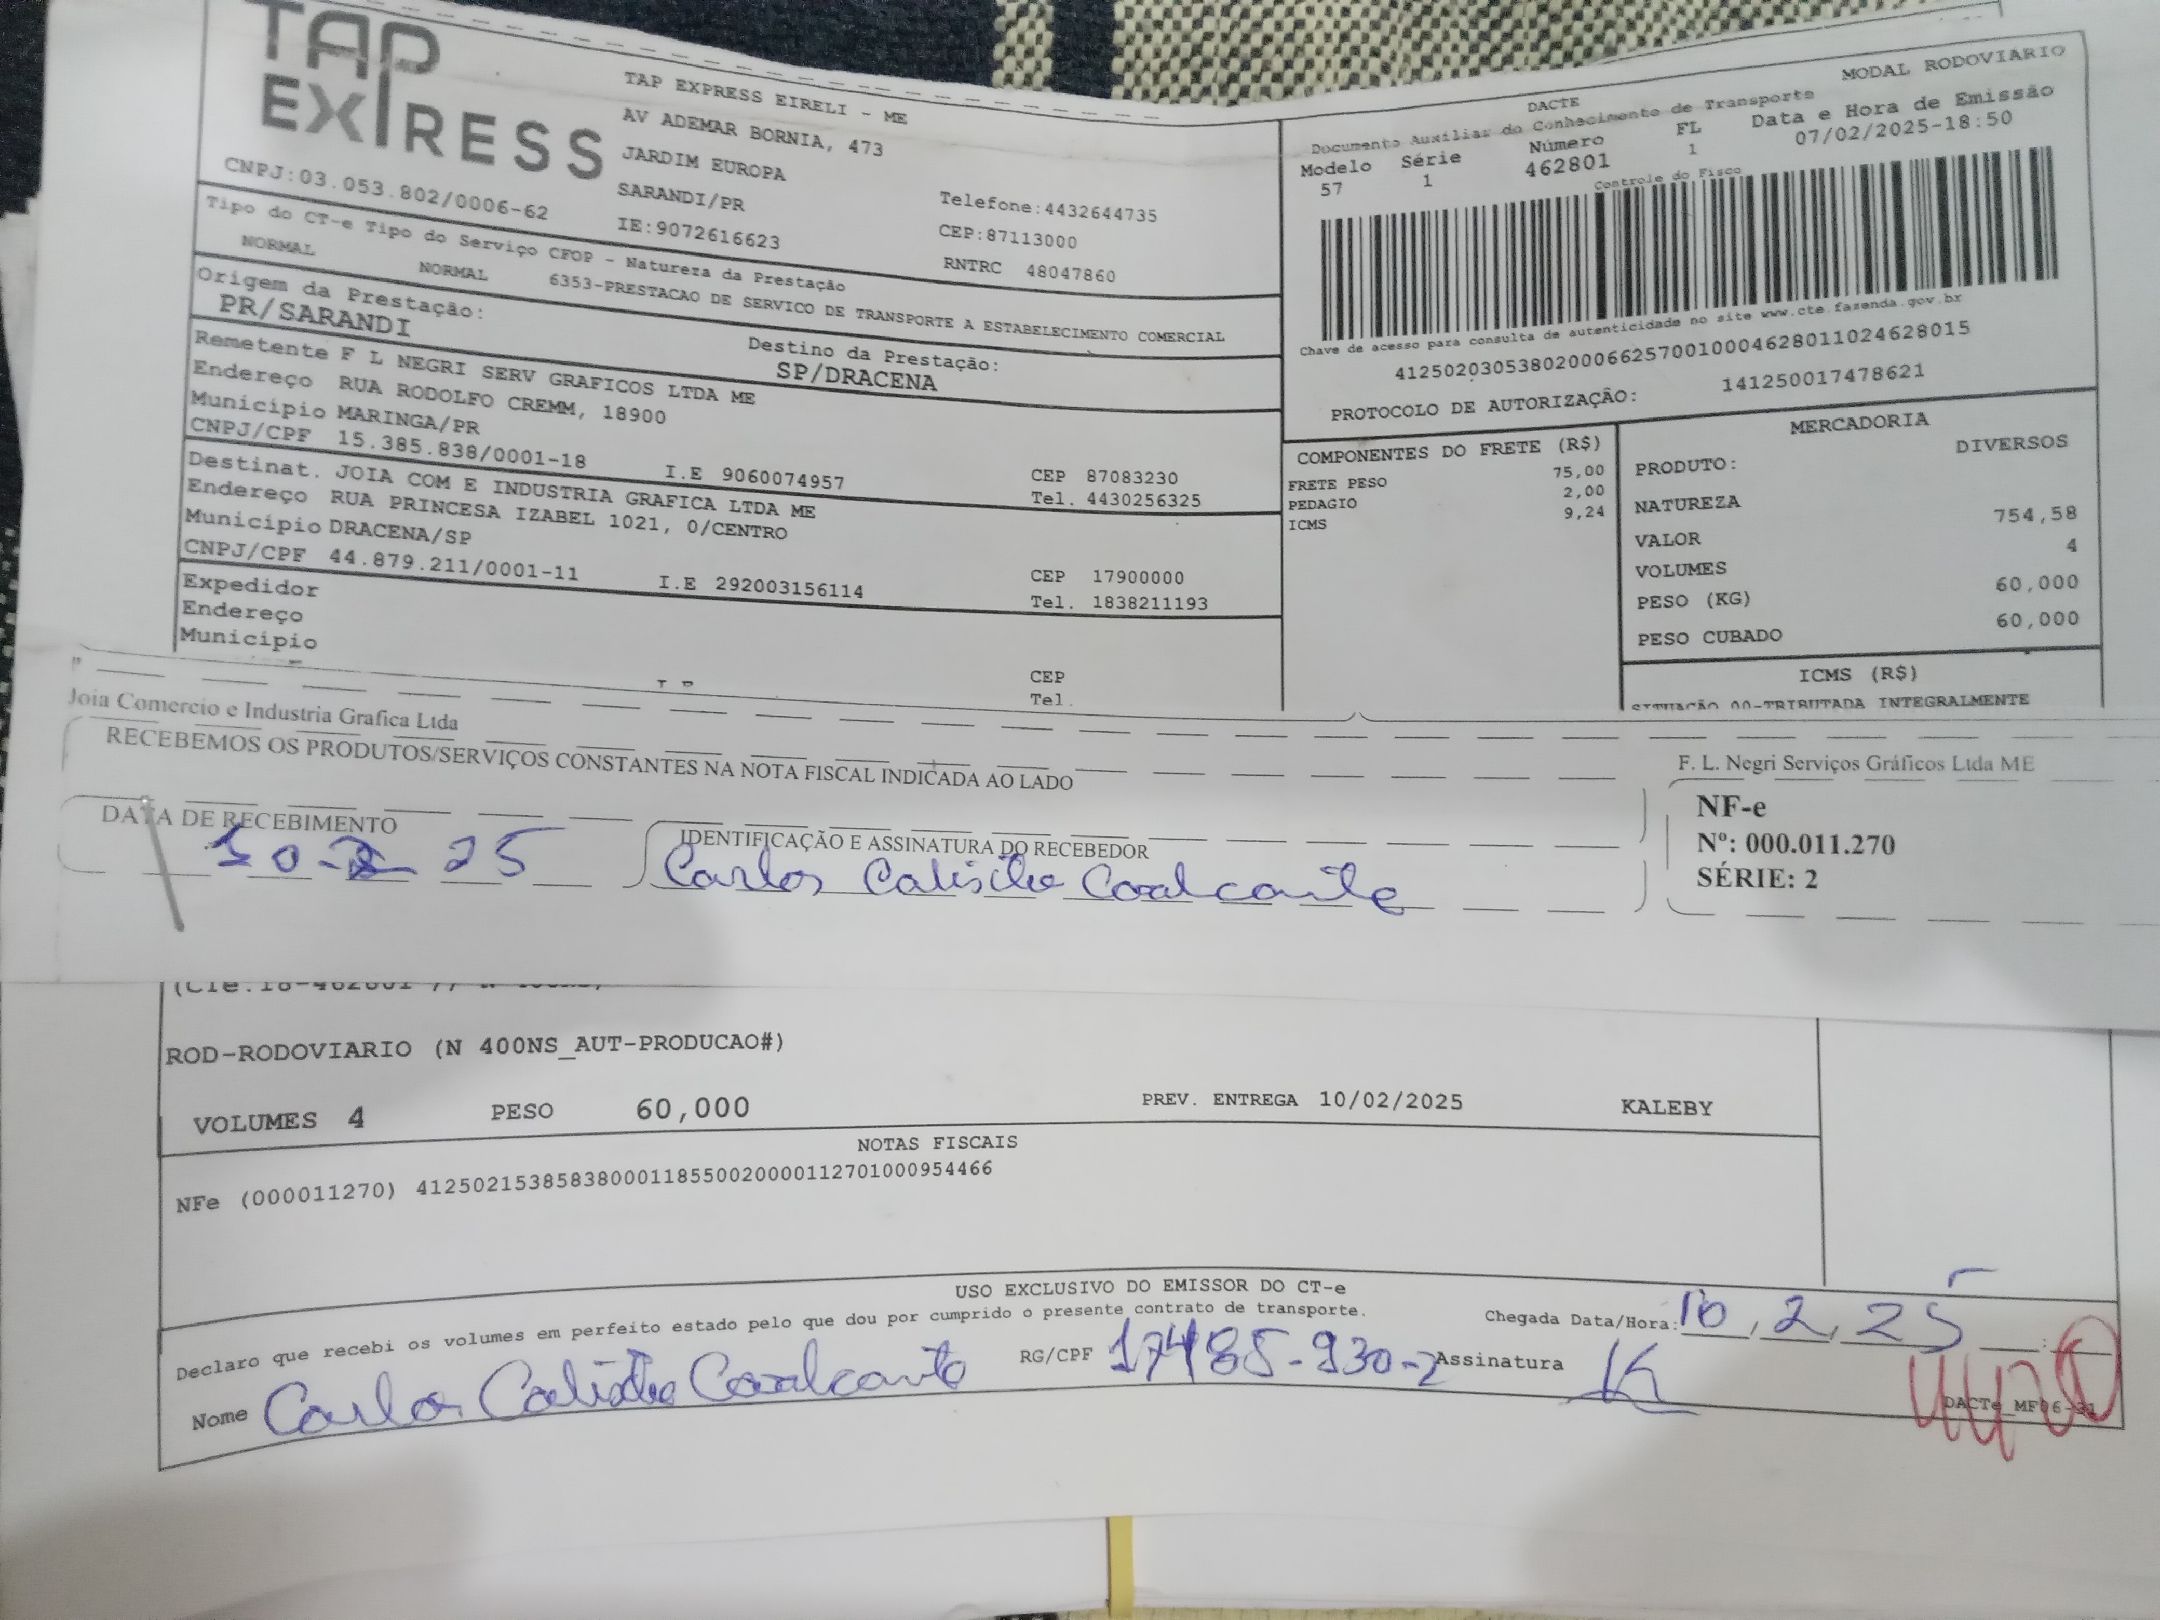 TAP EXPRESS
TAP EXPRESS EIRELI - ME
AV ADEMAR BORNIA, 473
JARDIM EUROPA
SARANDI/PR
IE:9072616623
Telefone:4432644735
CEP:87113000
RNTRC 48047860
CNPJ:03.053.802/0006-62
Tipo do CT-e Tipo do Serviço CFOP - Natureza da Prestação
NORMAL NORMAL 6353-PRESTACAO DE SERVICO DE TRANSPORTE A ESTABELECIMENTO COMERCIAL
Origem da Prestação:
PR/SARANDI
Destino da Prestação:
SP/DRACENA
Remetente F L NEGRI SERV GRAFICOS LTDA ME
Endereço RUA RODOLFO CREMM, 18900
Município MARINGA/PR
CEP 87083230
CNPJ/CPF 15.385.838/0001-18 I.E 9060074957 Tel. 4430256325
Destinat. JOIA COM E INDUSTRIA GRAFICA LTDA ME
Endereço RUA PRINCESA IZABEL 1021, 0/CENTRO
Município DRACENA/SP
CEP 17900000
CNPJ/CPF 44.879.211/0001-11 I.E 292003156114 Tel. 1838211193
Expedidor
Endereço
Município
CEP
Tel.
MODAL RODOVIARIO
DACTE
Documento Auxiliar do Conhecimento de Transporte
Modelo Série Número FL Data e Hora de Emissão
57 1 462801 1 07/02/2025-18:50
Controle do Fisco
Chave de acesso para consulta de autenticidade no site www.cte.fazenda.gov.br
41250203053802000662570010004628011024628015
PROTOCOLO DE AUTORIZAÇÃO: 141250017478621
COMPONENTES DO FRETE (R$)
FRETE PESO 75,00
PEDAGIO 2,00
ICMS 9,24
MERCADORIA
PRODUTO: DIVERSOS
NATUREZA
VALOR 754,58
VOLUMES 4
PESO (KG) 60,000
PESO CUBADO 60,000
ICMS (R$)
SITUAÇÃO 00-TRIBUTADA INTEGRALMENTE
Joia Comercio e Industria Grafica Ltda
RECEBEMOS OS PRODUTOS/SERVIÇOS CONSTANTES NA NOTA FISCAL INDICADA AO LADO
DATA DE RECEBIMENTO
10-2-25
IDENTIFICAÇÃO E ASSINATURA DO RECEBEDOR
Carlos Calisto Cavalcante
F. L. Negri Serviços Gráficos Ltda ME
NF-e
Nº: 000.011.270
SÉRIE: 2
ROD-RODOVIARIO (N 400NS_AUT-PRODUCAO#)
VOLUMES 4 PESO 60,000 PREV. ENTREGA 10/02/2025 KALEBY
NOTAS FISCAIS
NFe (000011270) 41250215385838000118550020000112701000954466
USO EXCLUSIVO DO EMISSOR DO CT-e
Declaro que recebi os volumes em perfeito estado pelo que dou por cumprido o presente contrato de transporte.
Chegada Data/Hora: 10, 2, 25
Nome Carlos Calisto Cavalcante RG/CPF 17485-930-2 Assinatura